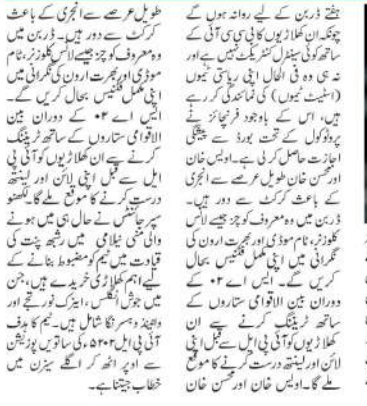 ہفتے ڈربن کے لیے روانہ ہوں گے
چونکہ ان کھلاڑیوں کا بی سی سی آئی کے
ساتھ کوئی سینٹرل کنٹریکٹ نہیں ہے اور
نہ ہی وہ فی الحال اپنی ریاستی ٹیموں
(اسٹیٹ ٹیموں) کی نمائندگی کر رہے
ہیں، اس کے باوجود فرنچائز نے
پروٹوکول کے تحت بورڈ سے پیشگی
اجازت حاصل کر لی ہے۔ اویس خان
اور محسن خان طویل عرصے سے انجری
کے باعث کرکٹ سے دور ہیں۔
ڈربن میں وہ معروف کوچز جیسے لانس
کلوزنر، ٹام موڈی اور بھرت ارون کی
نگرانی میں اپنی مکمل فٹنیس بحال
کریں گے۔ ایس اے ۲۰ کے
دوران بین الاقوامی ستاروں کے
ساتھ ٹریننگ کرنے سے ان
کھلاڑیوں کو آئی پی ایل سے قبل اپنی
لائن اور لینتھ درست کرنے کا موقع
ملے گا۔ اویس خان اور محسن خان
طویل عرصے سے انجری کے باعث
کرکٹ سے دور ہیں۔ ڈربن میں
وہ معروف کوچز جیسے لانس کلوزنر، ٹام
موڈی اور بھرت ارون کی نگرانی میں
اپنی مکمل فٹنیس بحال کریں گے۔
ایس اے ۲۰ کے دوران بین
الاقوامی ستاروں کے ساتھ ٹریننگ
کرنے سے ان کھلاڑیوں کو آئی پی
ایل سے قبل اپنی لائن اور لینتھ
درست کرنے کا موقع ملے گا۔ لکھنؤ
سپر جائنٹس نے حال ہی میں ہونے
والی منی نیلامی میں رشبھ پنت کی
قیادت میں ٹیم کو مضبوط بنانے کے
لیے اہم کھلاڑی خریدے ہیں، جن
میں جوش انگلس، اینرک نورتجے اور
وانیندو ہسرنگا شامل ہیں۔ ٹیم کا ہدف
آئی پی ایل ۲۰۲۵ء کی ساتویں پوزیشن
سے اوپر اٹھ کر اگلے سیزن میں
خطاب جیتنا ہے۔